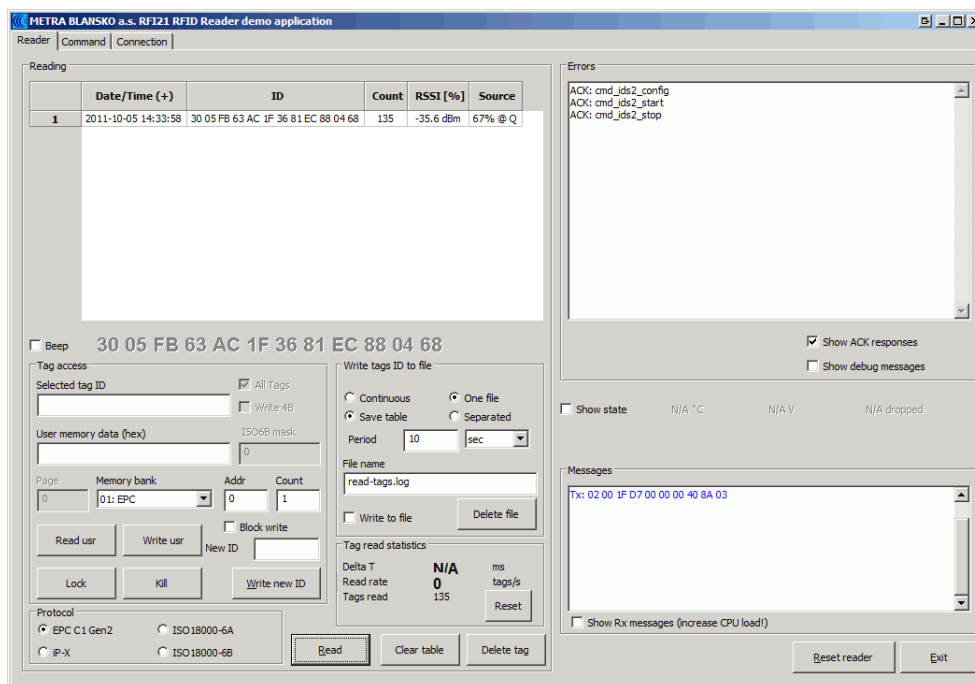 METRA BLANSKO a.s. RFI21 RFID Reader demo application
Reader Command Connection
Reading
Date/Time (+) ID Count RSSI [%] Source
1 2011-10-05 14:33:58 30 05 FB 63 AC 1F 36 81 EC 88 04 68 135 -35.6 dBm 67% @ Q
Beep 30 05 FB 63 AC 1F 36 81 EC 88 04 68
Tag access
Selected tag ID
All Tags
Write 4B
User memory data (hex) ISO6B mask
0
Page Memory bank Addr Count
0 01: EPC 0 1
Block write
Read usr Write usr New ID
Lock Kill Write new ID
Protocol
EPC C1 Gen2 ISO18000-6A
iP-X ISO18000-6B
Write tags ID to file
Continuous One file
Save table Separated
Period 10 sec
File name
read-tags.log
Write to file Delete file
Tag read statistics
Delta T N/A ms
Read rate 0 tags/s
Tags read 135
Reset
Read Clear table Delete tag
Errors
ACK: cmd_ids2_config
ACK: cmd_ids2_start
ACK: cmd_ids2_stop
Show ACK responses
Show debug messages
Show state N/A °C N/A V N/A dropped
Messages
Tx: 02 00 1F D7 00 00 00 40 8A 03
Show Rx messages (increase CPU load!)
Reset reader Exit